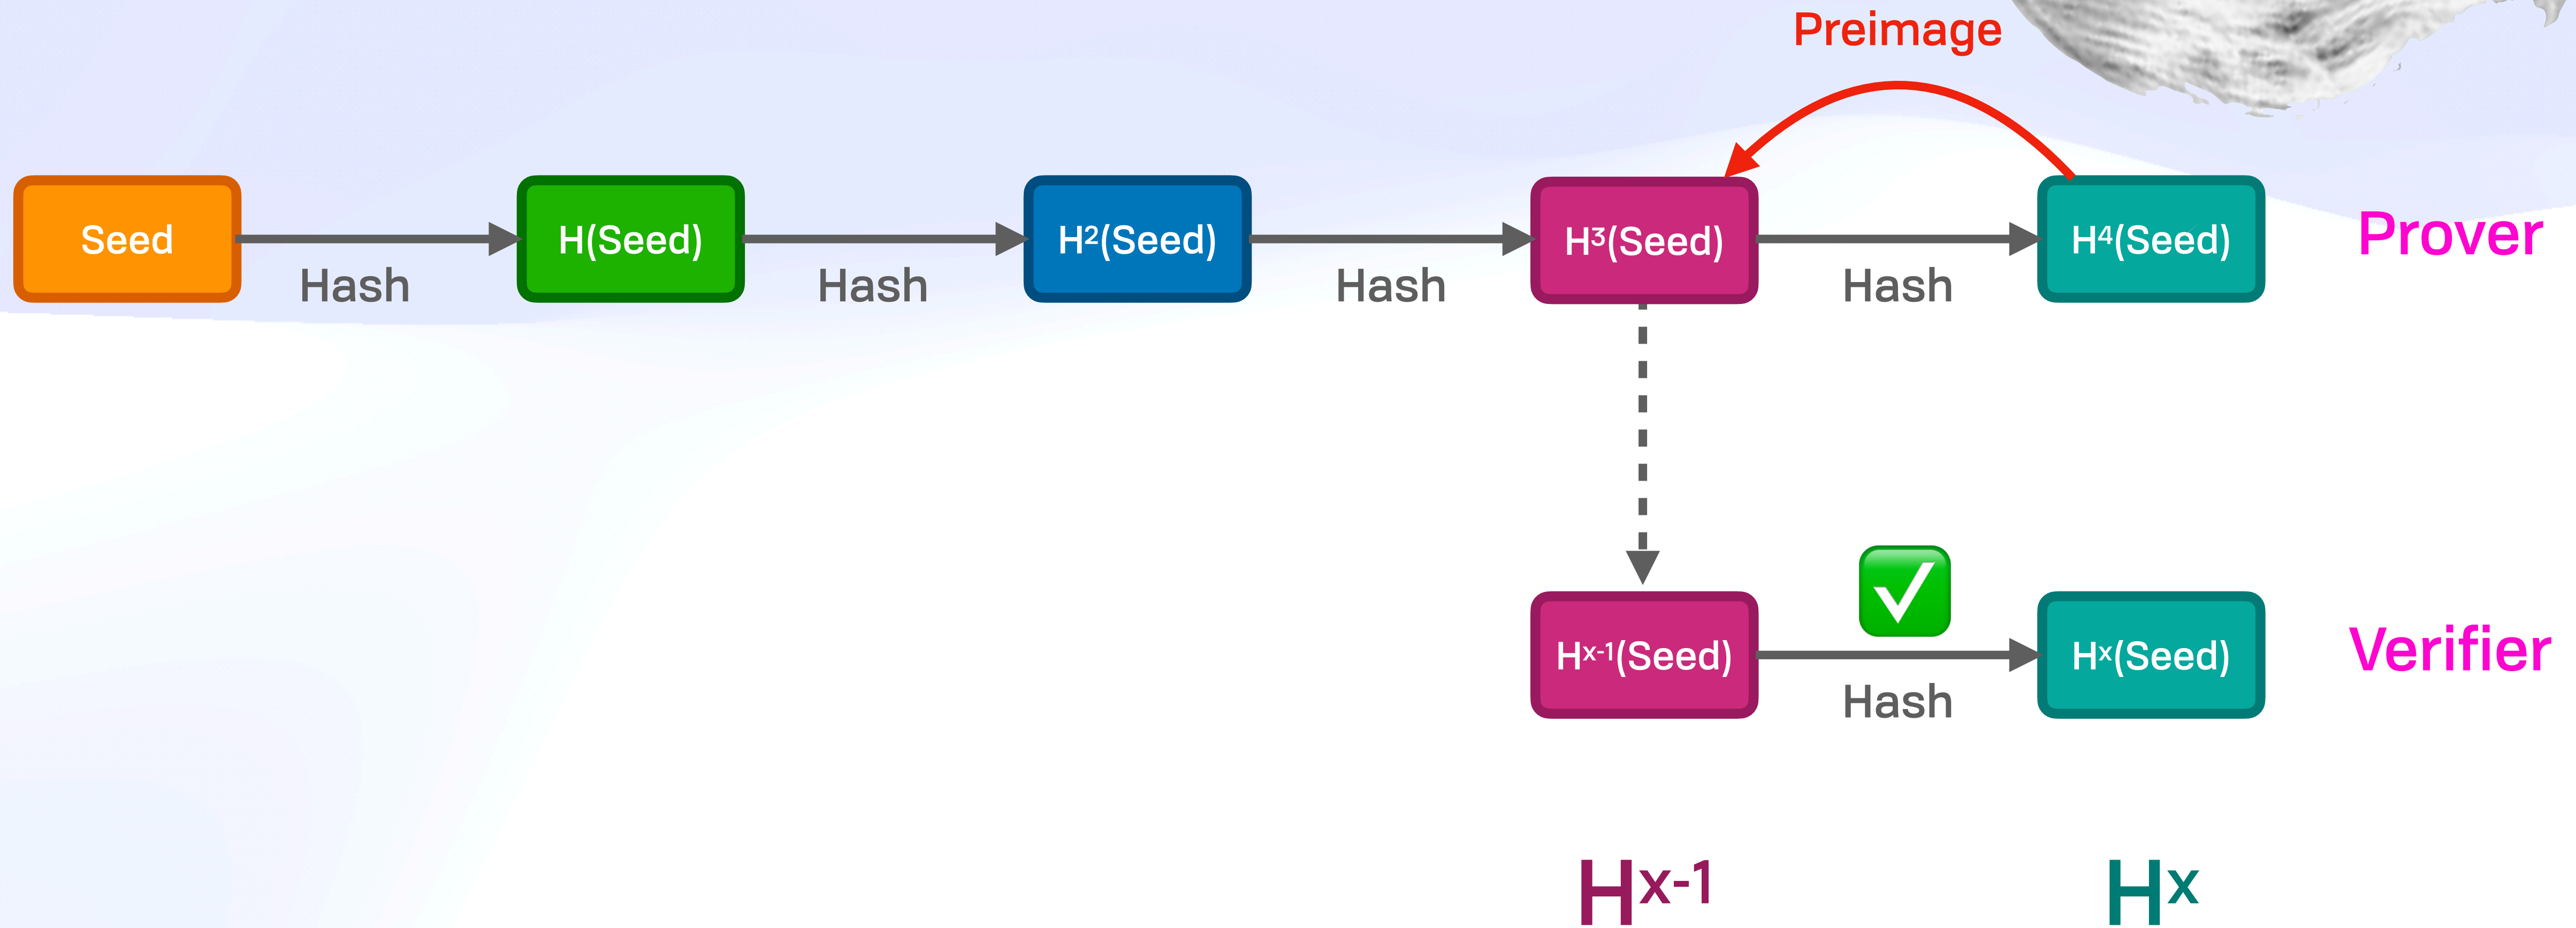 Preimage
Seed
Hash
H(Seed)
Hash
H²(Seed)
Hash
H³(Seed)
Hash
H⁴(Seed)
Prover
Hˣ⁻¹(Seed)
Hash
Hˣ(Seed)
Verifier
Hˣ⁻¹
Hˣ